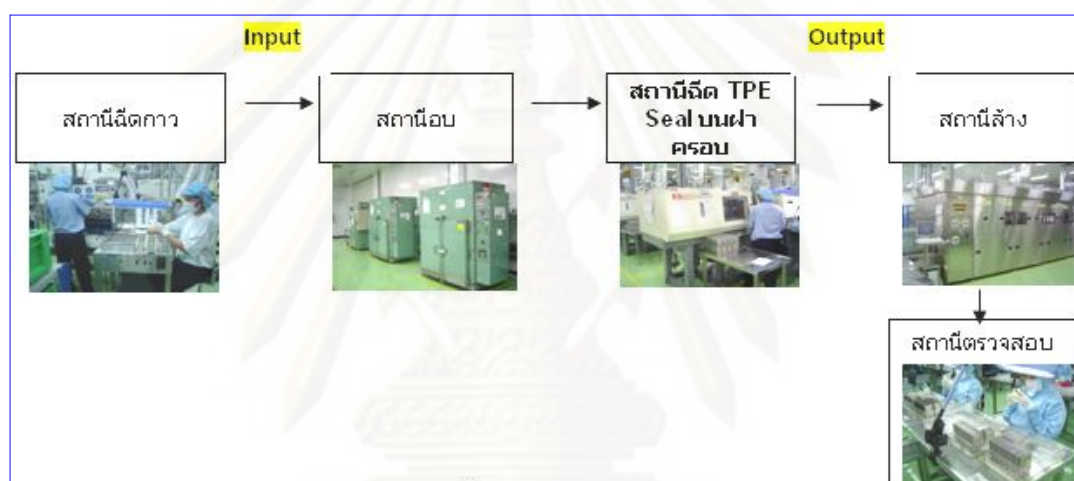 Input
Output
สถานีฉีดกาว
สถานีอบ
สถานีฉีด TPE
Seal บนฝา
ครอบ
สถานีล้าง
สถานีตรวจสอบ